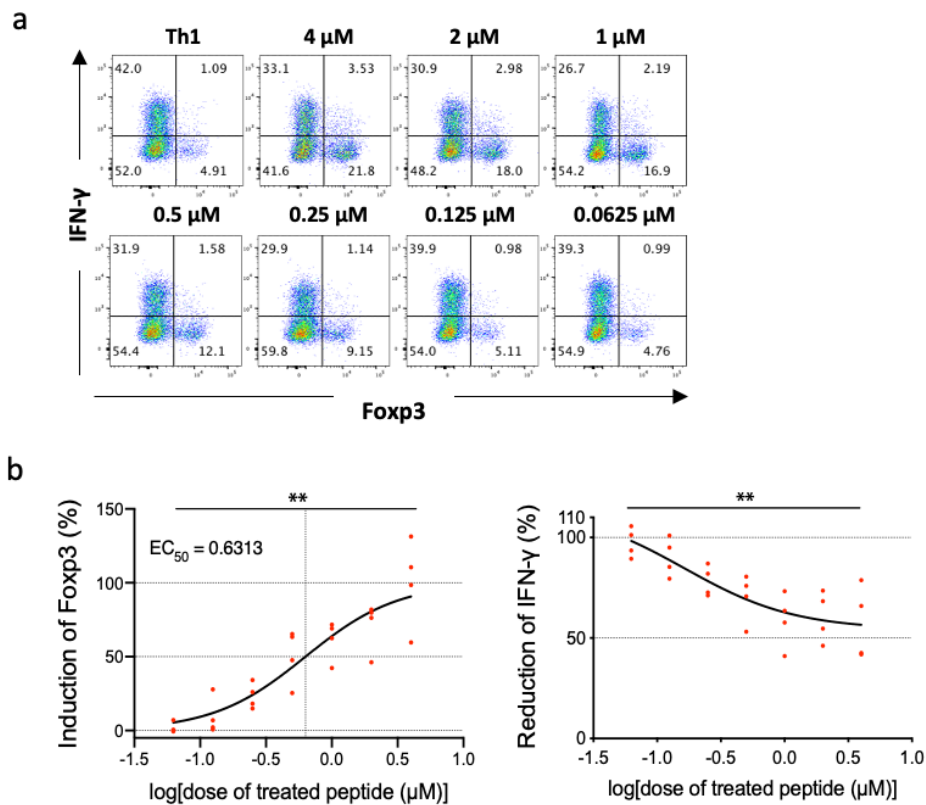 a
Th1 4 μM 2 μM 1 μM
42.0 1.09 33.1 3.53 30.9 2.98 26.7 2.19
52.0 4.91 41.6 21.8 48.2 18.0 54.2 16.9
0.5 μM 0.25 μM 0.125 μM 0.0625 μM
31.9 1.58 29.9 1.14 39.9 0.98 39.3 0.99
54.4 12.1 59.8 9.15 54.0 5.11 54.9 4.76
IFN-γ
Foxp3
b
Induction of Foxp3 (%)
150
100
50
0
**
EC50 = 0.6313
-1.5 -1.0 -0.5 0.0 0.5 1.0
log[dose of treated peptide (μM)]
Reduction of IFN-γ (%)
110
100
50
0
**
-1.5 -1.0 -0.5 0.0 0.5 1.0
log[dose of treated peptide (μM)]